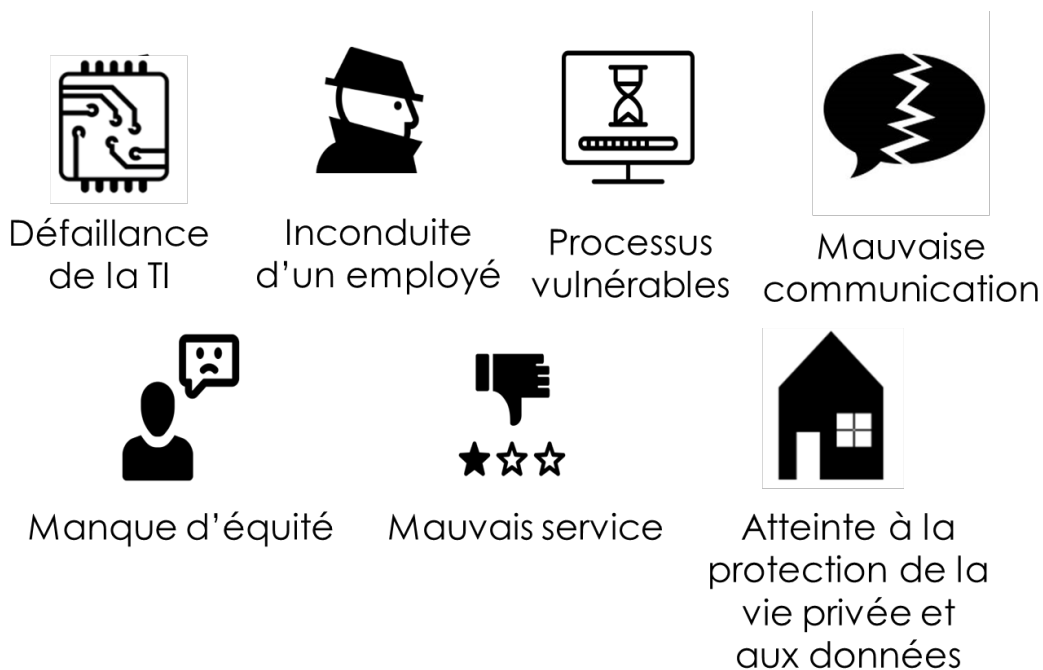 Défaillance
de la TI
Inconduite
d’un employé
Processus
vulnérables
Mauvaise
communication
Manque d’équité
Mauvais service
Atteinte à la
protection de la
vie privée et
aux données